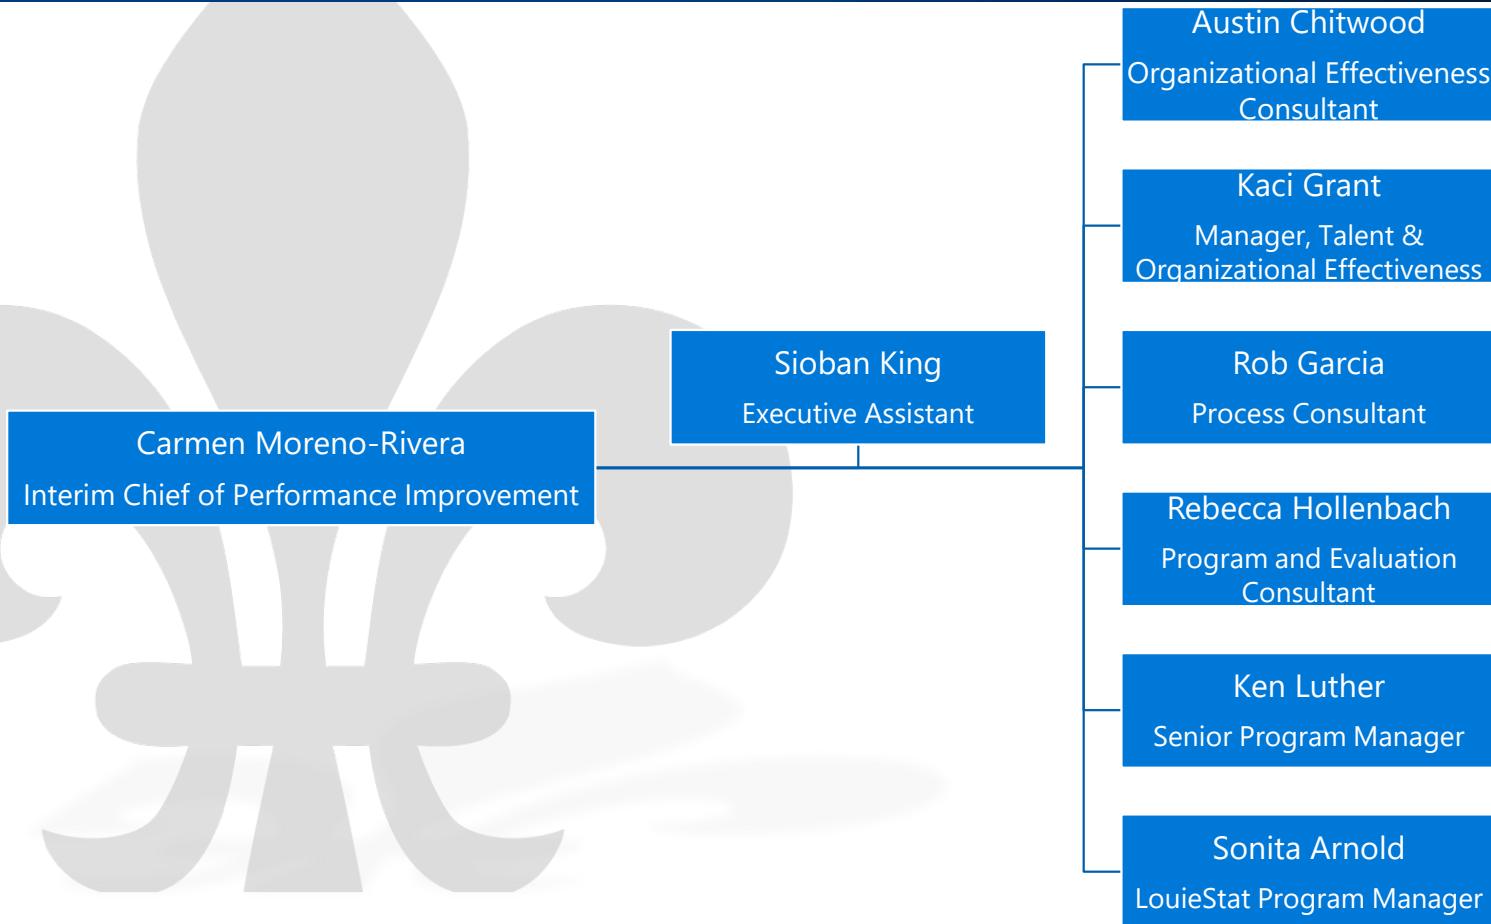 Carmen Moreno-Rivera
Interim Chief of Performance Improvement
Sioban King
Executive Assistant
Austin Chitwood
Organizational Effectiveness
Consultant
Kaci Grant
Manager, Talent &
Organizational Effectiveness
Rob Garcia
Process Consultant
Rebecca Hollenbach
Program and Evaluation
Consultant
Ken Luther
Senior Program Manager
Sonita Arnold
LouieStat Program Manager